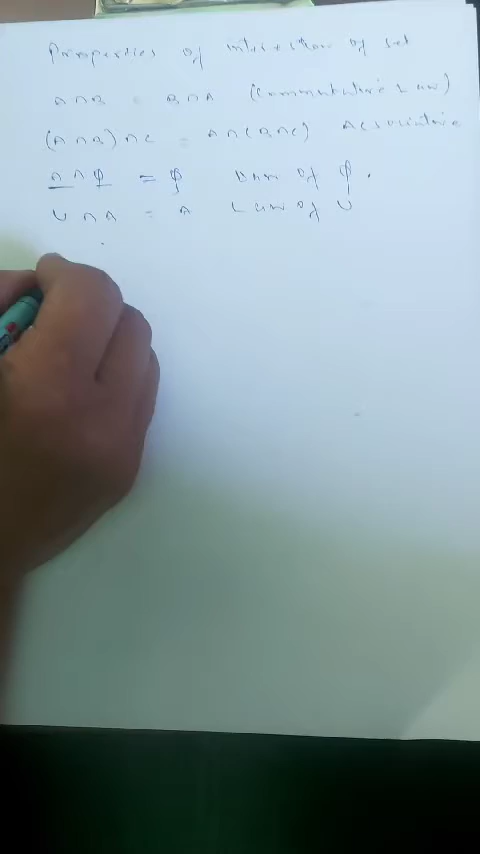 Properties of intersection of set
A ∩ B = B ∩ A (Commutative Law)
(A ∩ B) ∩ C = A ∩ (B ∩ C) Associative
A ∩ φ = φ Law of φ.
U ∩ A = A Law of U